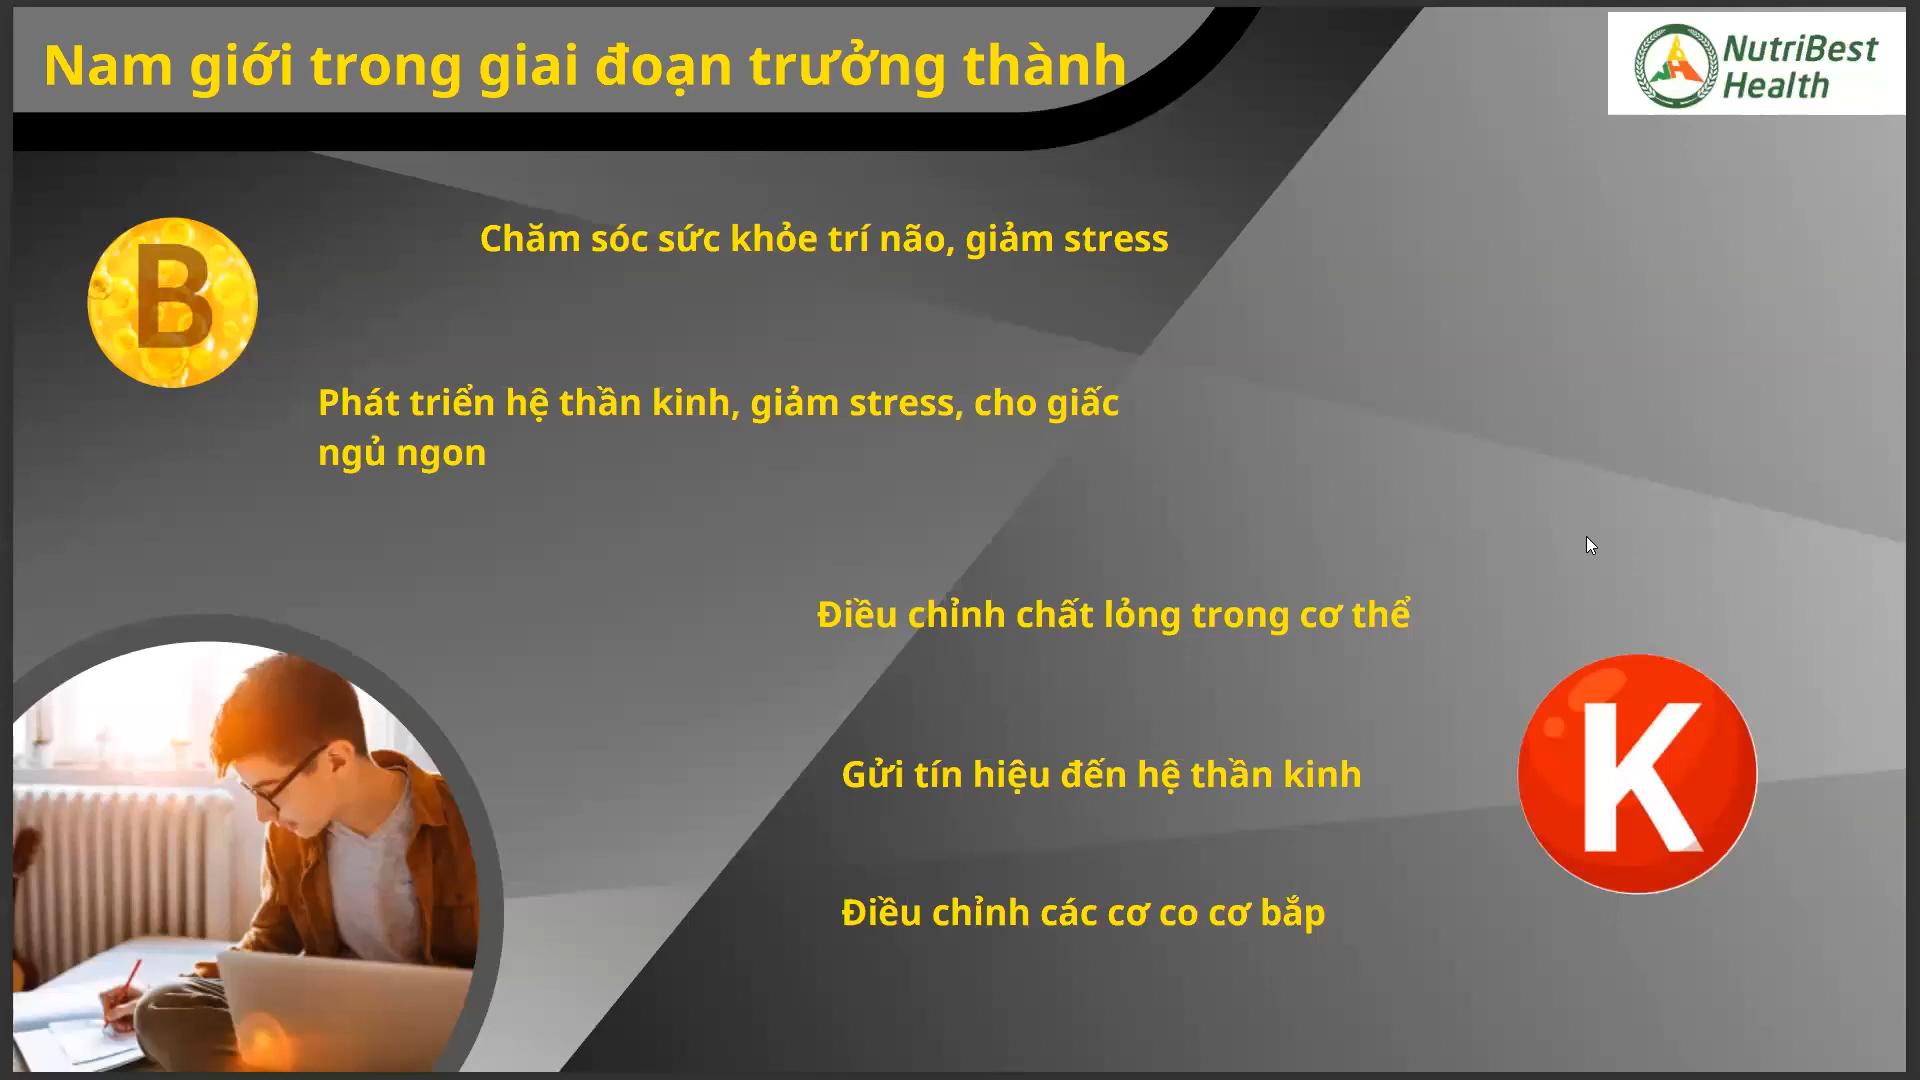 Nam giới trong giai đoạn trưởng thành
NutriBest
Health
B
Chăm sóc sức khỏe trí não, giảm stress
Phát triển hệ thần kinh, giảm stress, cho giấc
ngủ ngon
Điều chỉnh chất lỏng trong cơ thể
K
Gửi tín hiệu đến hệ thần kinh
Điều chỉnh các cơ co cơ bắp